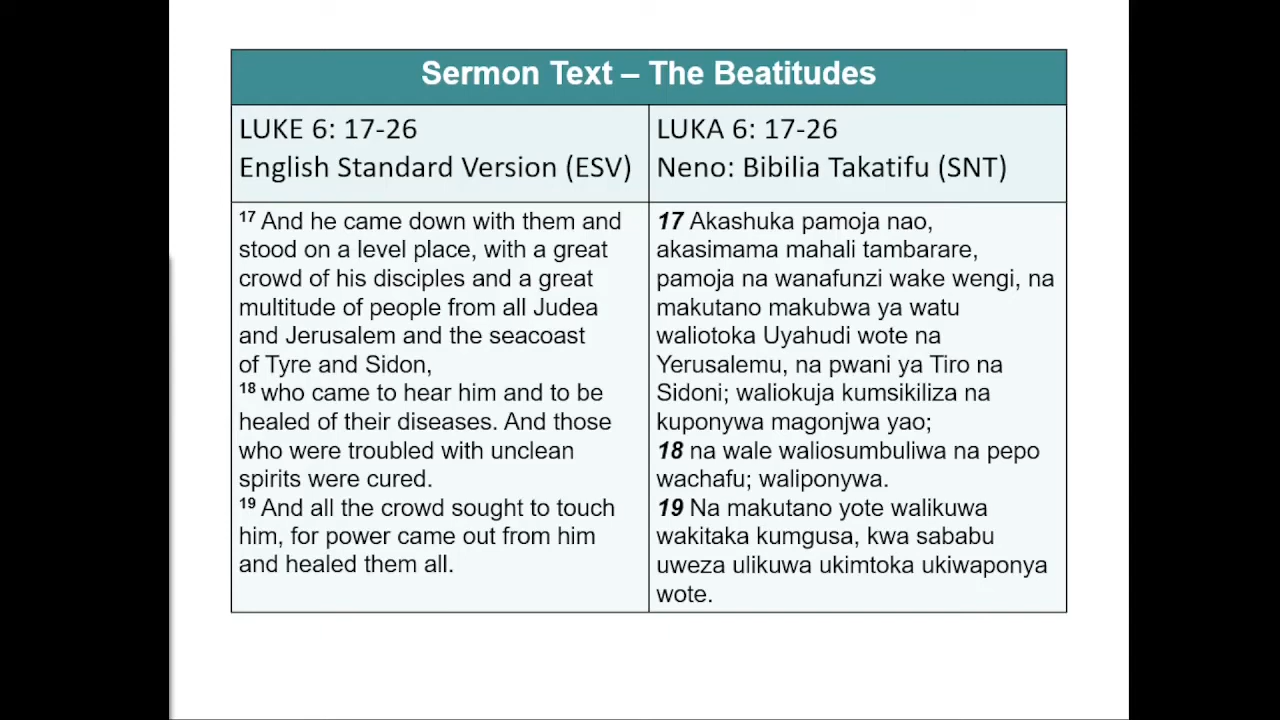 Sermon Text – The Beatitudes
LUKE 6: 17-26
English Standard Version (ESV)
LUKA 6: 17-26
Neno: Bibilia Takatifu (SNT)
17 And he came down with them and
stood on a level place, with a great
crowd of his disciples and a great
multitude of people from all Judea
and Jerusalem and the seacoast
of Tyre and Sidon,
18 who came to hear him and to be
healed of their diseases. And those
who were troubled with unclean
spirits were cured.
19 And all the crowd sought to touch
him, for power came out from him
and healed them all.
17 Akashuka pamoja nao,
akasimama mahali tambarare,
pamoja na wanafunzi wake wengi, na
makutano makubwa ya watu
waliotoka Uyahudi wote na
Yerusalemu, na pwani ya Tiro na
Sidoni; waliokuja kumsikiliza na
kuponywa magonjwa yao;
18 na wale waliosumbuliwa na pepo
wachafu; waliponywa.
19 Na makutano yote walikuwa
wakitaka kumgusa, kwa sababu
uweza ulikuwa ukimtoka ukiwaponya
wote.